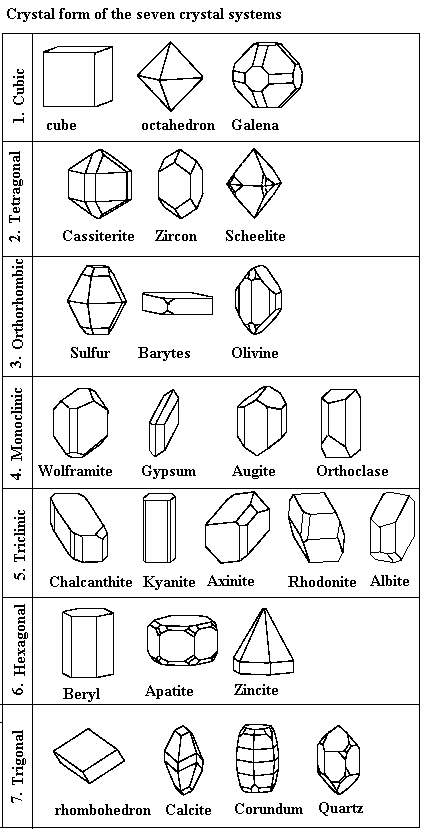 Crystal form of the seven crystal systems
1. Cubic
cube octahedron Galena
2. Tetragonal
Cassiterite Zircon Scheelite
3. Orthorhombic
Sulfur Barytes Olivine
4. Monoclinic
Wolframite Gypsum Augite Orthoclase
5. Triclinic
Chalcanthite Kyanite Axinite Rhodonite Albite
6. Hexagonal
Beryl Apatite Zincite
7. Trigonal
rhombohedron Calcite Corundum Quartz